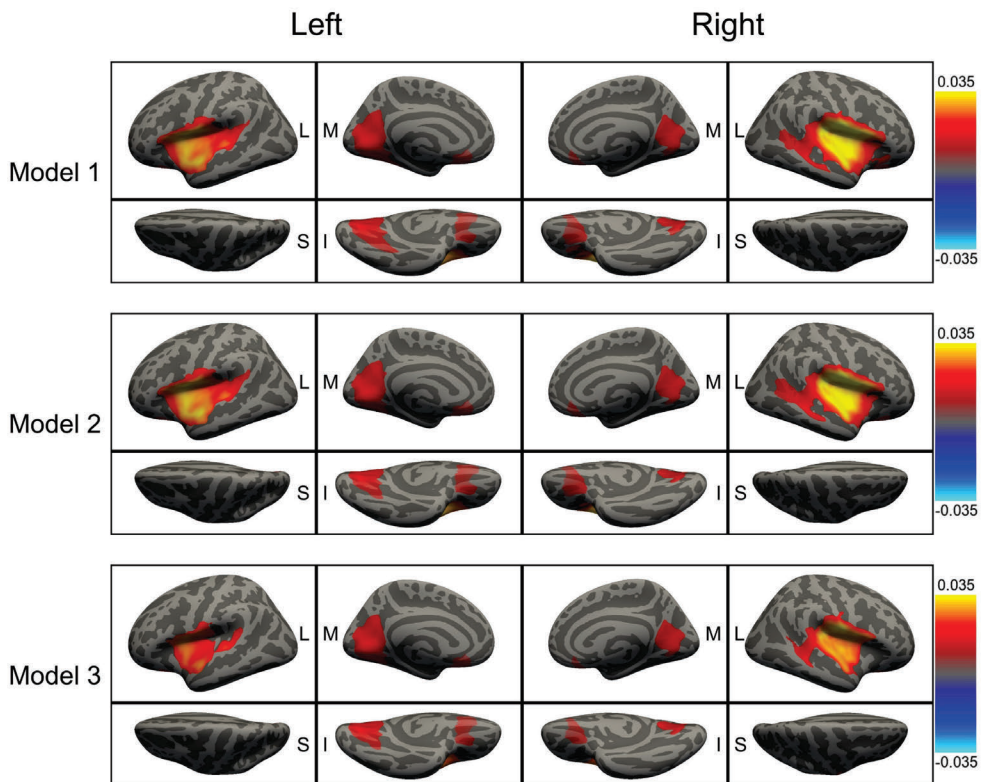 Left Right
Model 1
L M M L
S I I S
0.035
-0.035
Model 2
L M M L
S I I S
0.035
-0.035
Model 3
L M M L
S I I S
0.035
-0.035